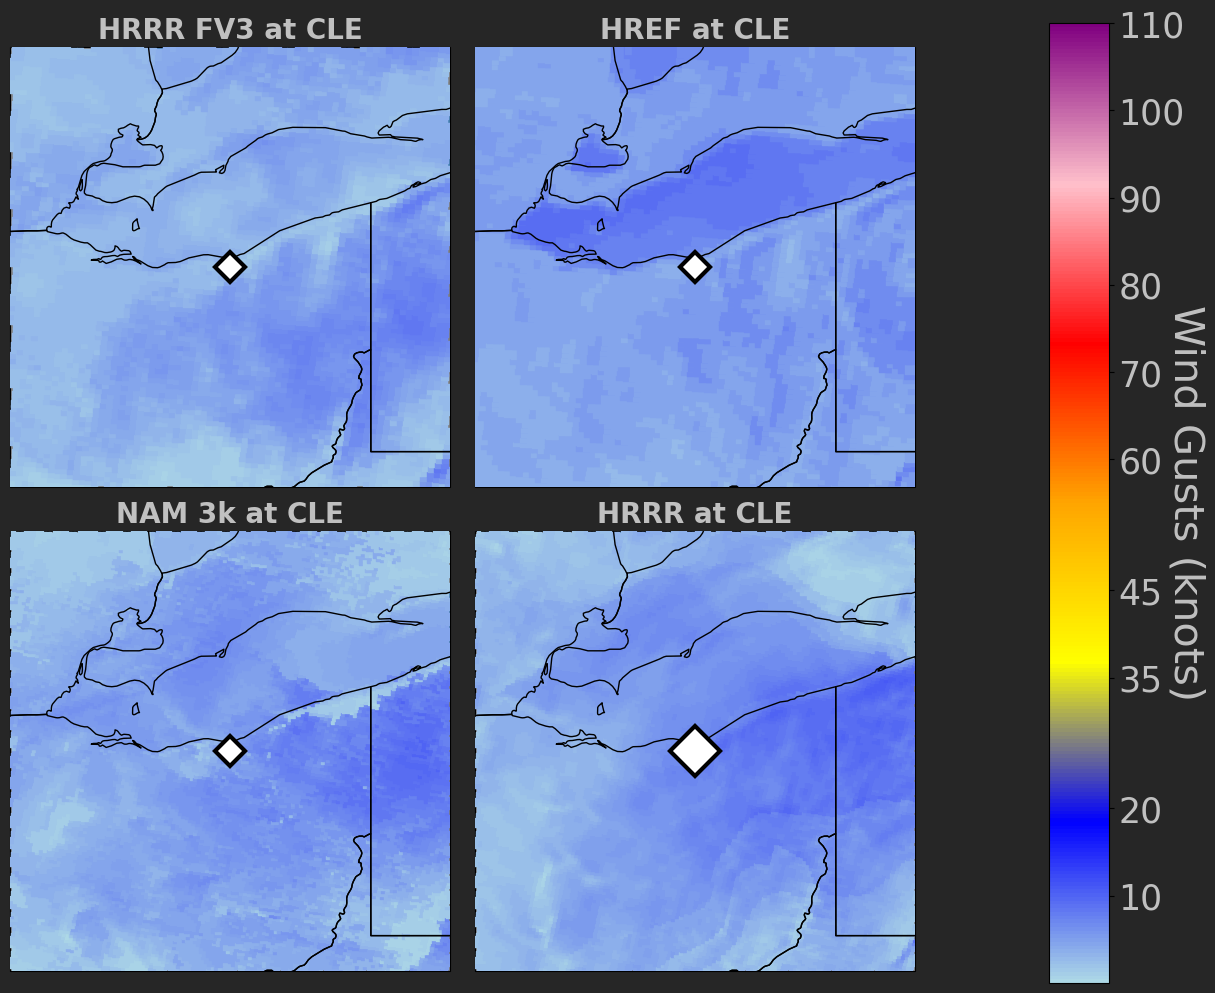 HRRR FV3 at CLE
HREF at CLE
NAM 3k at CLE
HRRR at CLE
110
100
90
80
70
60
45
35
20
10
Wind Gusts (knots)